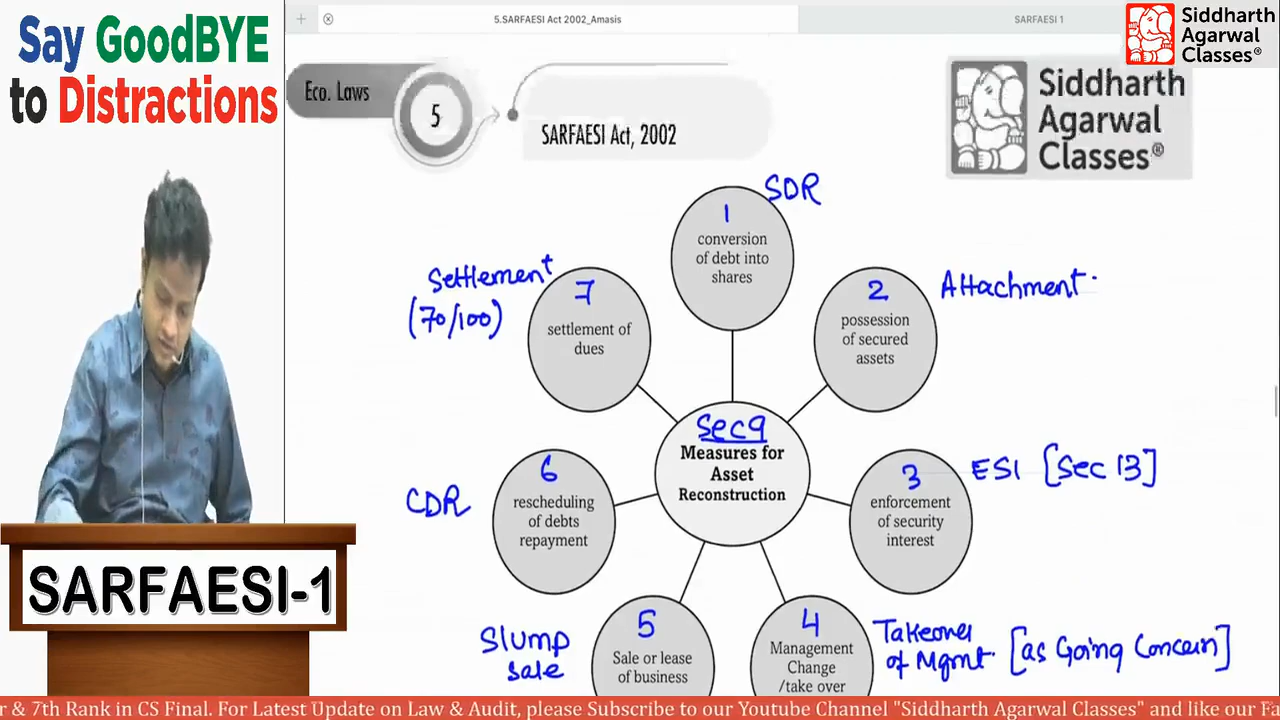 Say GoodBYE
to Distractions
5.SARFAESI Act 2002_Amasis
SARFAESI 1
Siddharth
Agarwal
Classes®
Eco. Laws
5
SARFAESI Act, 2002
Siddharth
Agarwal
Classes®
SDR
1
conversion
of debt into
shares
Settlement
(70/100)
7
settlement of
dues
2
possession
of secured
assets
Attachment
Sec 9
Measures for
Asset
Reconstruction
CDR
6
rescheduling
of debts
repayment
3
enforcement
of security
interest
ESI [Sec 13]
Slump
Sale
5
Sale or lease
of business
4
Management
Change
/take over
Takeover
of Mgmt. [as Going Concern]
SARFAESI-1
r & 7th Rank in CS Final. For Latest Update on Law & Audit, please Subscribe to our Youtube Channel "Siddharth Agarwal Classes" and like our Fa